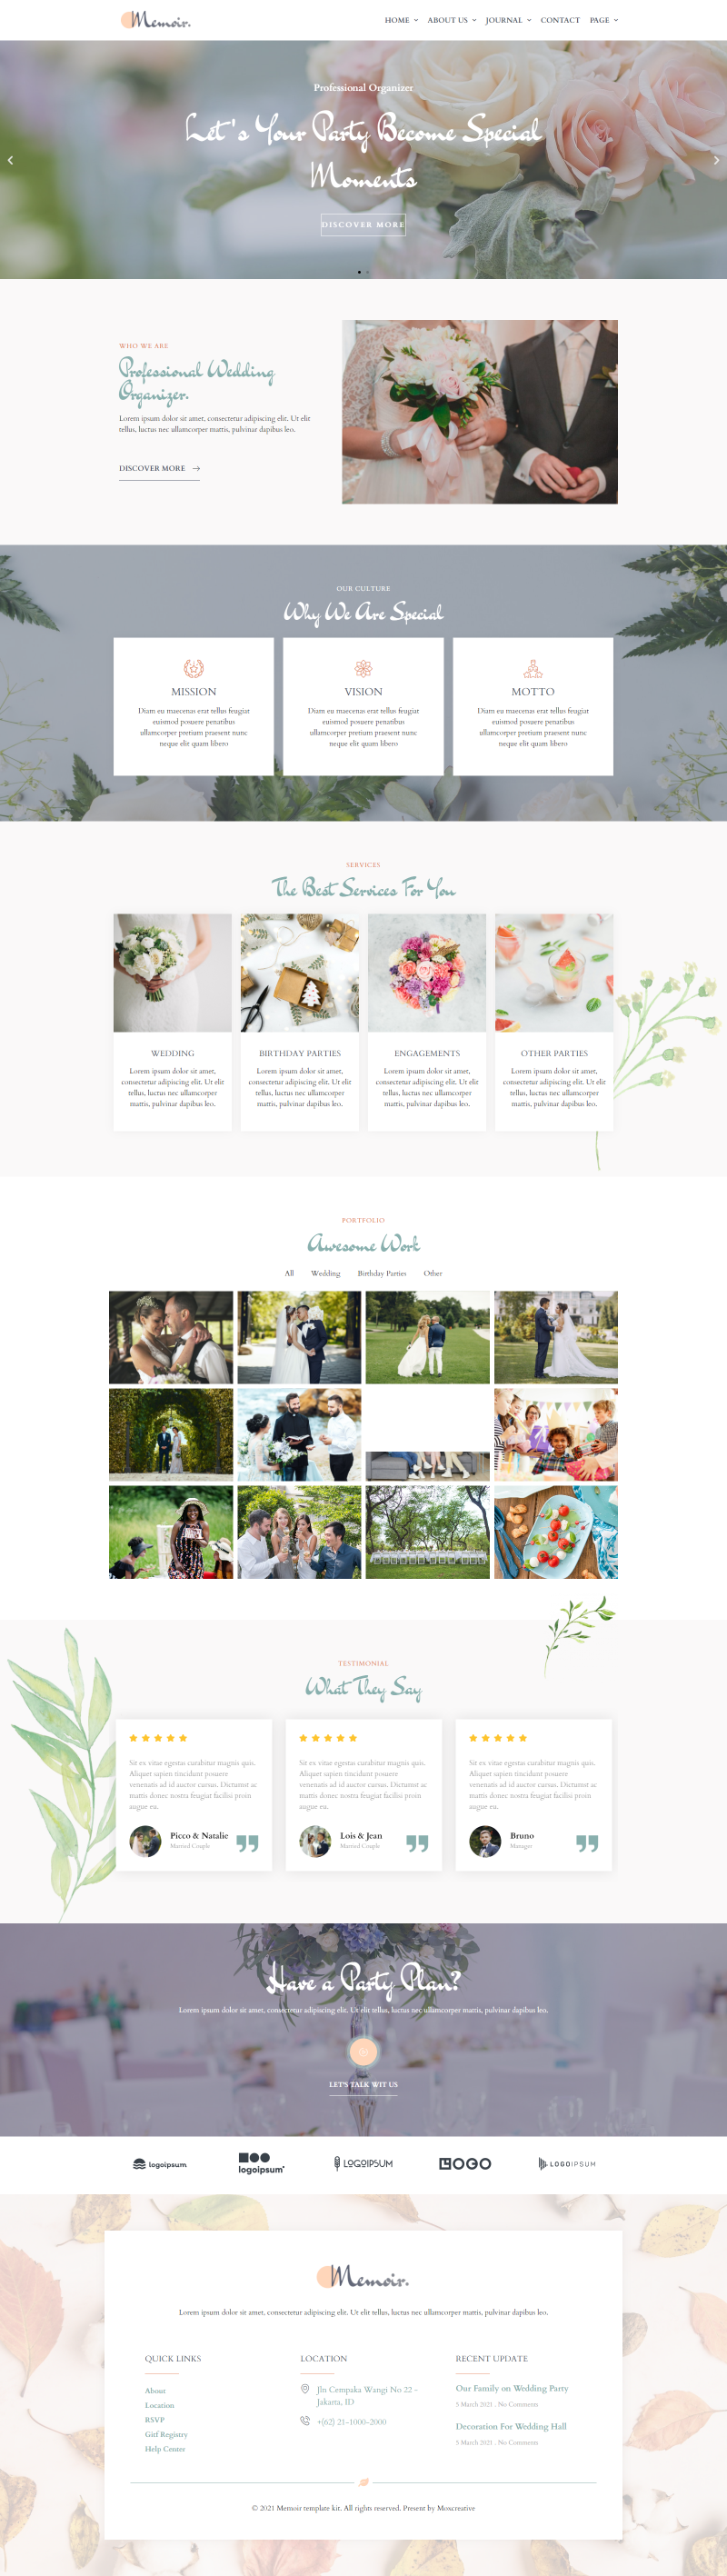 Memoir.
HOME ABOUT US JOURNAL CONTACT PAGE
Professional Organizer
Let's Your Party Become Special
Moments
DISCOVER MORE
WHO WE ARE
Professional Wedding
Organizer.
Lorem ipsum dolor sit amet, consectetur adipiscing elit. Ut elit
tellus, luctus nec ullamcorper mattis, pulvinar dapibus leo.
DISCOVER MORE
OUR CULTURE
Why We Are Special
MISSION
Diam eu maecenas erat tellus feugiat
euismod posuere penatibus
ullamcorper pretium praesent nunc
neque elit quam libero
VISION
Diam eu maecenas erat tellus feugiat
euismod posuere penatibus
ullamcorper pretium praesent nunc
neque elit quam libero
MOTTO
Diam eu maecenas erat tellus feugiat
euismod posuere penatibus
ullamcorper pretium praesent nunc
neque elit quam libero
SERVICES
The Best Services For You
WEDDING
Lorem ipsum dolor sit amet,
consectetur adipiscing elit. Ut elit
tellus, luctus nec ullamcorper
mattis, pulvinar dapibus leo.
BIRTHDAY PARTIES
Lorem ipsum dolor sit amet,
consectetur adipiscing elit. Ut elit
tellus, luctus nec ullamcorper
mattis, pulvinar dapibus leo.
ENGAGEMENTS
Lorem ipsum dolor sit amet,
consectetur adipiscing elit. Ut elit
tellus, luctus nec ullamcorper
mattis, pulvinar dapibus leo.
OTHER PARTIES
Lorem ipsum dolor sit amet,
consectetur adipiscing elit. Ut elit
tellus, luctus nec ullamcorper
mattis, pulvinar dapibus leo.
PORTFOLIO
Awesome Work
All Wedding Birthday Parties Other
TESTIMONIAL
What They Say
Sit ex vitae egestas curabitur magnis quis.
Aliquet sapien tincidunt posuere
venenatis ad id auctor cursus. Dictumst ac
mattis donec nostra feugiat facilisi proin
augue eu.
Picco & Natalie
Married Couple
Sit ex vitae egestas curabitur magnis quis.
Aliquet sapien tincidunt posuere
venenatis ad id auctor cursus. Dictumst ac
mattis donec nostra feugiat facilisi proin
augue eu.
Lois & Jean
Married Couple
Sit ex vitae egestas curabitur magnis quis.
Aliquet sapien tincidunt posuere
venenatis ad id auctor cursus. Dictumst ac
mattis donec nostra feugiat facilisi proin
augue eu.
Bruno
Manager
Have a Party Plan?
Lorem ipsum dolor sit amet, consectetur adipiscing elit. Ut elit tellus, luctus nec ullamcorper mattis, pulvinar dapibus leo.
LET'S TALK WIT US
logoipsum
logoipsum
LOGOIPSUM
LOGO
LOGOIPSUM
Memoir.
Lorem ipsum dolor sit amet, consectetur adipiscing elit. Ut elit tellus, luctus nec ullamcorper mattis, pulvinar dapibus leo.
QUICK LINKS
About
Location
RSVP
Gitf Registry
Help Center
LOCATION
Jln Cempaka Wangi No 22 -
Jakarta, ID
+(62) 21-1000-2000
RECENT UPDATE
Our Family on Wedding Party
5 March 2021 . No Comments
Decoration For Wedding Hall
5 March 2021 . No Comments
© 2021 Memoir template kit. All rights reserved. Present by Moxcreative